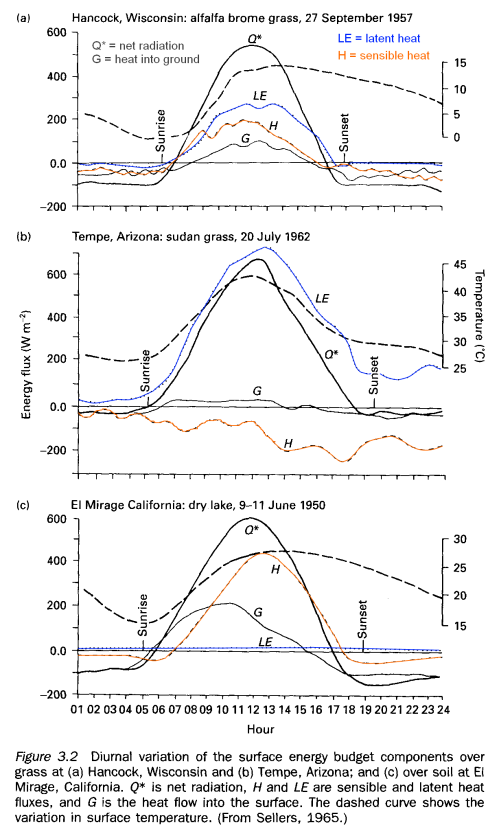 (a) Hancock, Wisconsin: alfalfa brome grass, 27 September 1957
Q* = net radiation
G = heat into ground
LE = latent heat
H = sensible heat
600
400
200
0.0
−200
15
10
5
0
Q*
LE
H
G
Sunrise
Sunset
(b) Tempe, Arizona: sudan grass, 20 July 1962
Energy flux (W m−2)
600
400
200
0.0
−200
45
40
35
30
25
Temperature (°C)
LE
Q*
G
H
Sunrise
Sunset
(c) El Mirage California: dry lake, 9–11 June 1950
600
400
200
0.0
−200
30
25
20
15
Q*
H
G
LE
Sunrise
Sunset
01 02 03 04 05 06 07 08 09 10 11 12 13 14 15 16 17 18 19 20 21 22 23 24
Hour
Figure 3.2 Diurnal variation of the surface energy budget components over
grass at (a) Hancock, Wisconsin and (b) Tempe, Arizona; and (c) over soil at El
Mirage, California. Q* is net radiation, H and LE are sensible and latent heat
fluxes, and G is the heat flow into the surface. The dashed curve shows the
variation in surface temperature. (From Sellers, 1965.)